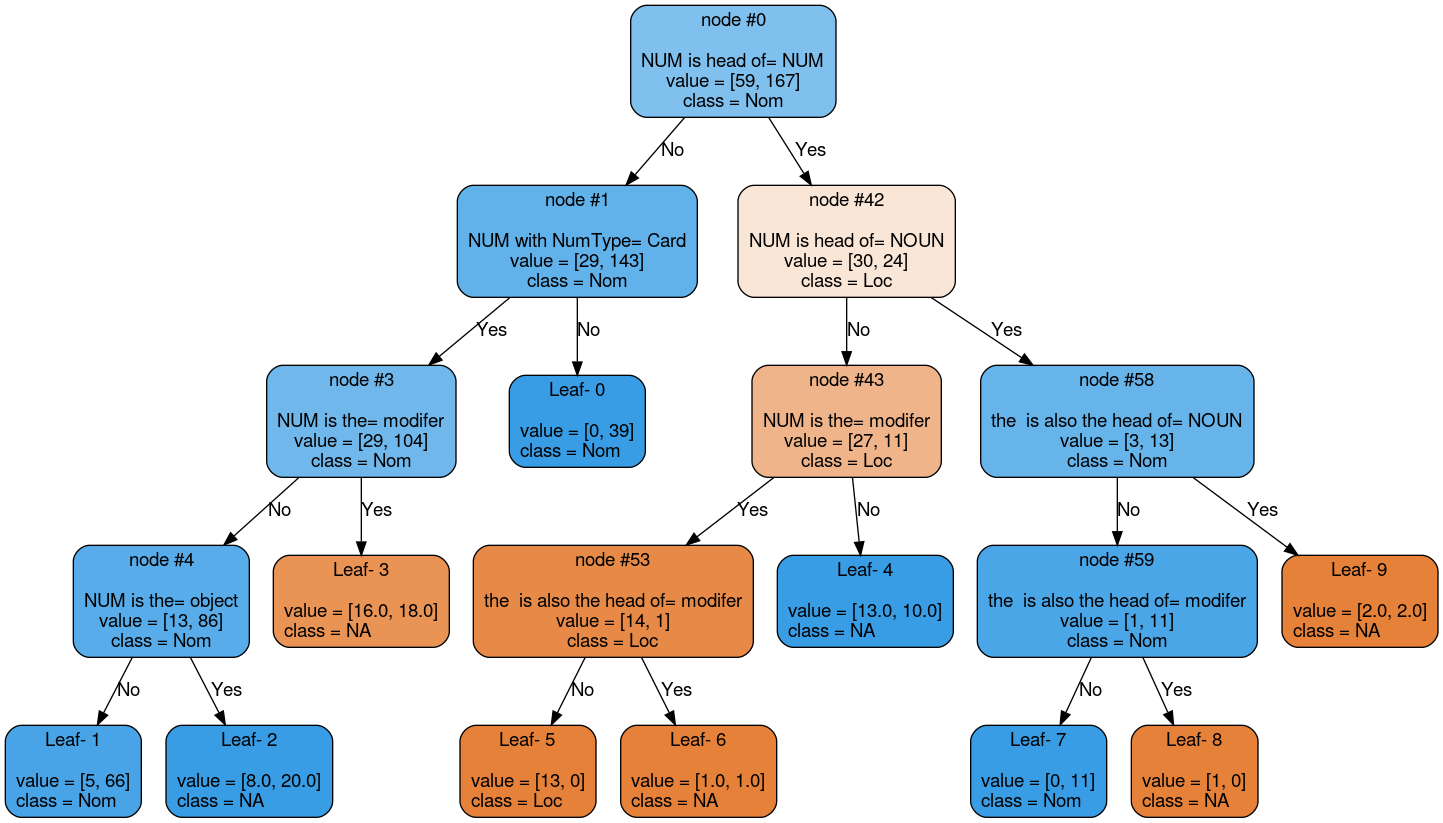 node #0
NUM is head of= NUM
value = [59, 167]
class = Nom
No
Yes
node #1
NUM with NumType= Card
value = [29, 143]
class = Nom
node #42
NUM is head of= NOUN
value = [30, 24]
class = Loc
Yes
No
No
Yes
node #3
NUM is the= modifer
value = [29, 104]
class = Nom
Leaf- 0
value = [0, 39]
class = Nom
node #43
NUM is the= modifer
value = [27, 11]
class = Loc
node #58
the  is also the head of= NOUN
value = [3, 13]
class = Nom
No
Yes
Yes
No
No
Yes
node #4
NUM is the= object
value = [13, 86]
class = Nom
Leaf- 3
value = [16.0, 18.0]
class = NA
node #53
the  is also the head of= modifer
value = [14, 1]
class = Loc
Leaf- 4
value = [13.0, 10.0]
class = NA
node #59
the  is also the head of= modifer
value = [1, 11]
class = Nom
Leaf- 9
value = [2.0, 2.0]
class = NA
No
Yes
No
Yes
No
Yes
Leaf- 1
value = [5, 66]
class = Nom
Leaf- 2
value = [8.0, 20.0]
class = NA
Leaf- 5
value = [13, 0]
class = Loc
Leaf- 6
value = [1.0, 1.0]
class = NA
Leaf- 7
value = [0, 11]
class = Nom
Leaf- 8
value = [1, 0]
class = NA